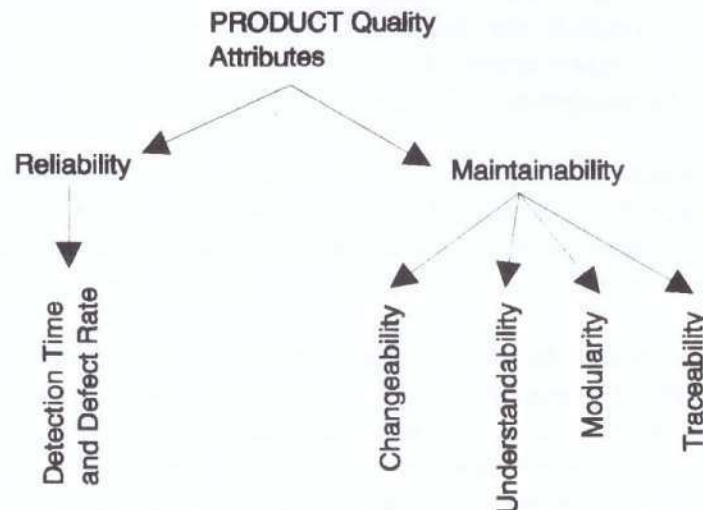 PRODUCT Quality
Attributes
Reliability
Maintainability
Detection Time
and Defect Rate
Changeability
Understandability
Modularity
Traceability